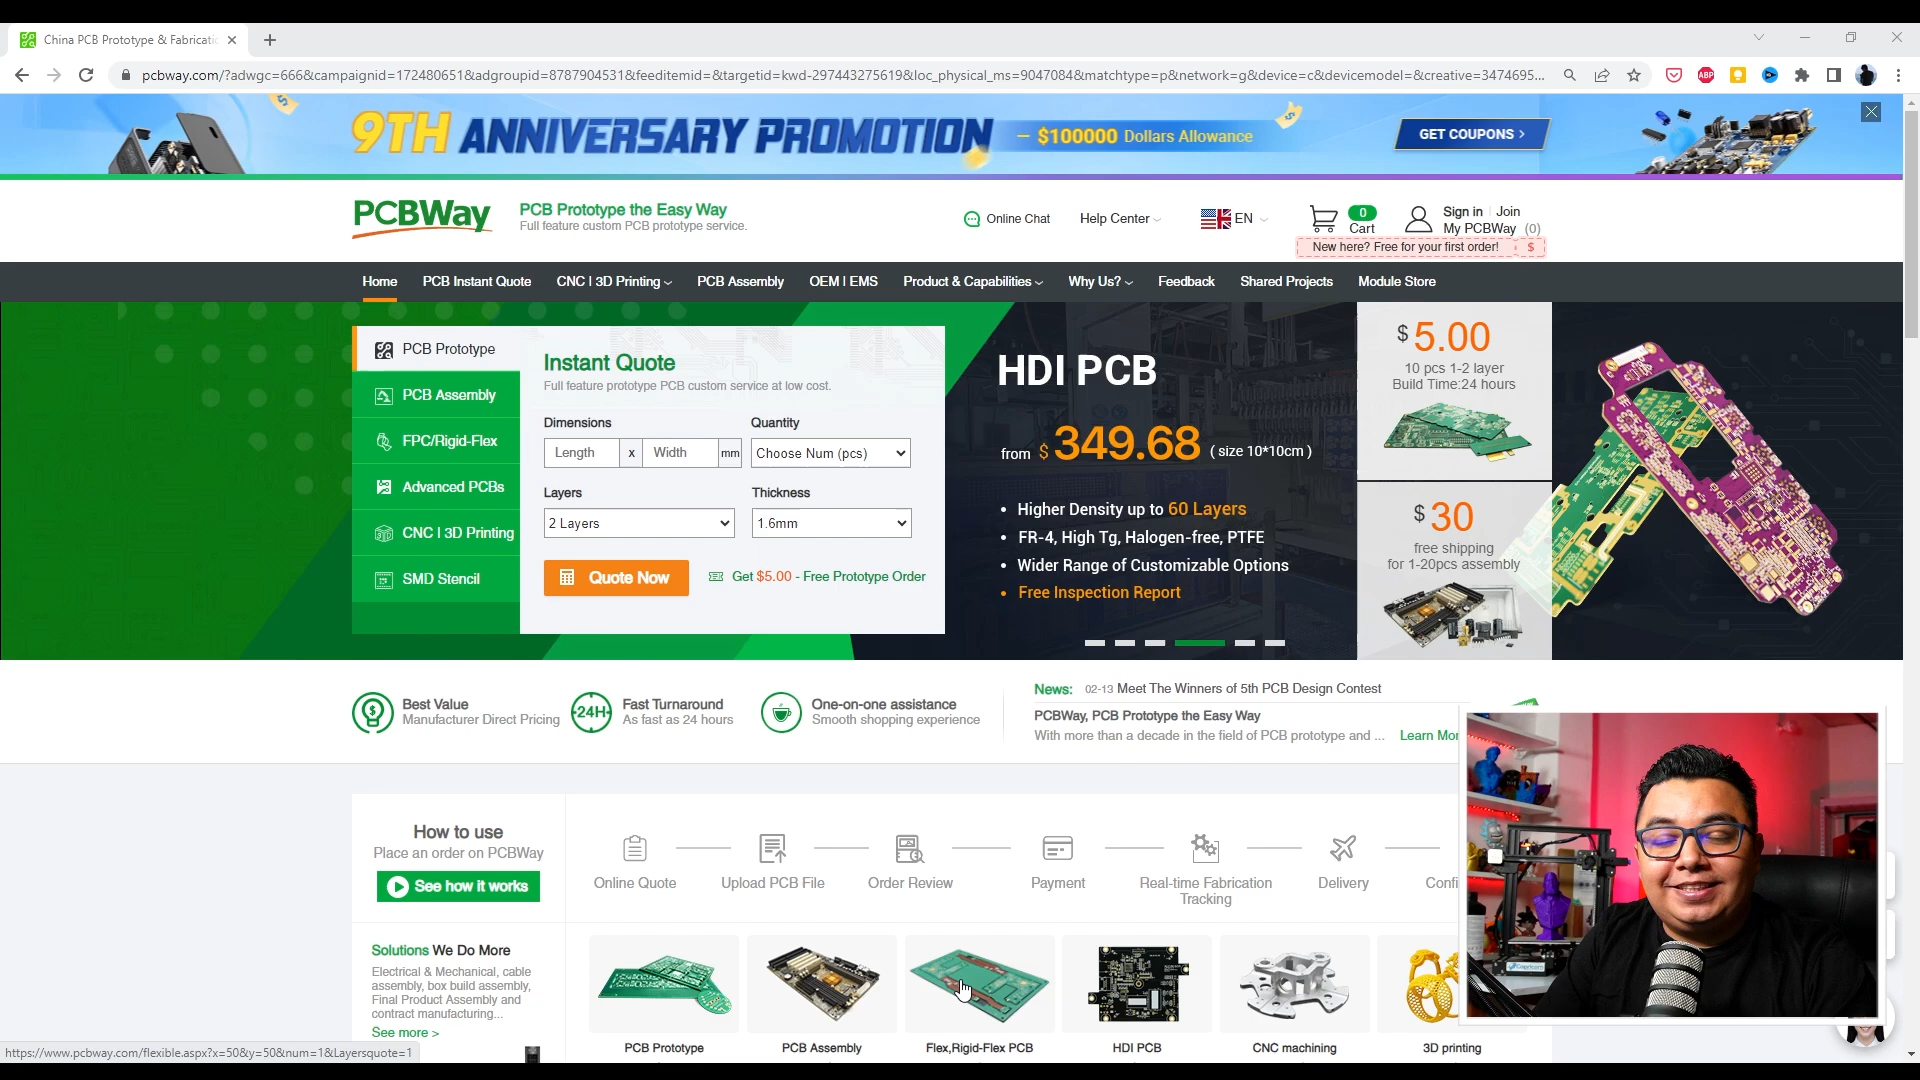 China PCB Prototype & Fabricatic
pcbway.com/?adwgc=666&campaignid=172480651&adgroupid=8787904531&feeditemid=&targetid=kwd-297443275619&loc_physical_ms=9047084&matchtype=p&network=g&device=c&devicemodel=&creative=3474695...
ABP
9TH ANNIVERSARY PROMOTION
— $100000 Dollars Allowance
GET COUPONS >
PCBWay
PCB Prototype the Easy Way
Full feature custom PCB prototype service.
Online Chat
Help Center
EN
0
Cart
Sign in | Join
My PCBWay (0)
New here? Free for your first order! $
Home
PCB Instant Quote
CNC | 3D Printing
PCB Assembly
OEM | EMS
Product & Capabilities
Why Us?
Feedback
Shared Projects
Module Store
PCB Prototype
PCB Assembly
FPC/Rigid-Flex
Advanced PCBs
CNC | 3D Printing
SMD Stencil
Instant Quote
Full feature prototype PCB custom service at low cost.
Dimensions
Quantity
Length x Width mm
Choose Num (pcs)
Layers
Thickness
2 Layers
1.6mm
Quote Now
Get $5.00 - Free Prototype Order
HDI PCB
from $ 349.68 ( size 10*10cm )
• Higher Density up to 60 Layers
• FR-4, High Tg, Halogen-free, PTFE
• Wider Range of Customizable Options
• Free Inspection Report
$ 5.00
10 pcs 1-2 layer
Build Time:24 hours
$ 30
free shipping
for 1-20pcs assembly
Best Value
Manufacturer Direct Pricing
24H
Fast Turnaround
As fast as 24 hours
One-on-one assistance
Smooth shopping experience
News: 02-13 Meet The Winners of 5th PCB Design Contest
PCBWay, PCB Prototype the Easy Way
With more than a decade in the field of PCB prototype and ... Learn Mor
How to use
Place an order on PCBWay
See how it works
Online Quote
Upload PCB File
Order Review
Payment
Real-time Fabrication
Tracking
Delivery
Confi
Solutions We Do More
Electrical & Mechanical, cable
assembly, box build assembly,
Final Product Assembly and
contract manufacturing...
See more >
PCB Prototype
PCB Assembly
Flex,Rigid-Flex PCB
HDI PCB
CNC machining
3D printing
https://www.pcbway.com/flexible.aspx?x=50&y=50&num=1&Layersquote=1